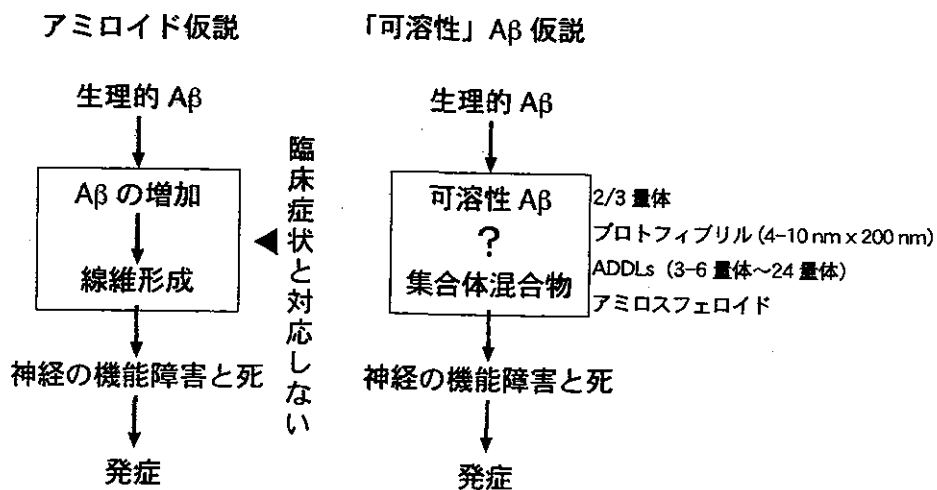 アミロイド仮説
生理的 Aβ
Aβ の増加
線維形成
神経の機能障害と死
発症
臨床症状と対応しない
「可溶性」Aβ 仮説
生理的 Aβ
可溶性 Aβ
?
集合体混合物
2/3 量体
プロトフィブリル (4-10 nm x 200 nm)
ADDLs (3-6 量体~24 量体)
アミロスフェロイド
神経の機能障害と死
発症